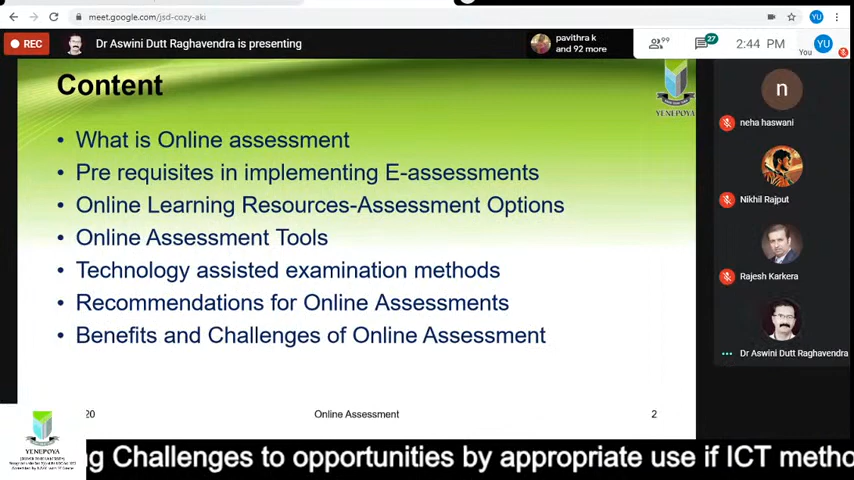 meet.google.com/jsd-cozy-aki
YU
REC
Dr Aswini Dutt Raghavendra is presenting
pavithra k
and 92 more
99
27
2:44 PM
You
YU
Content
YENEPOYA
• What is Online assessment
• Pre requisites in implementing E-assessments
• Online Learning Resources-Assessment Options
• Online Assessment Tools
• Technology assisted examination methods
• Recommendations for Online Assessments
• Benefits and Challenges of Online Assessment
n
neha haswani
Nikhil Rajput
Rajesh Karkera
Dr Aswini Dutt Raghavendra
20
Online Assessment
2
YENEPOYA
g Challenges to opportunities by appropriate use if ICT metho